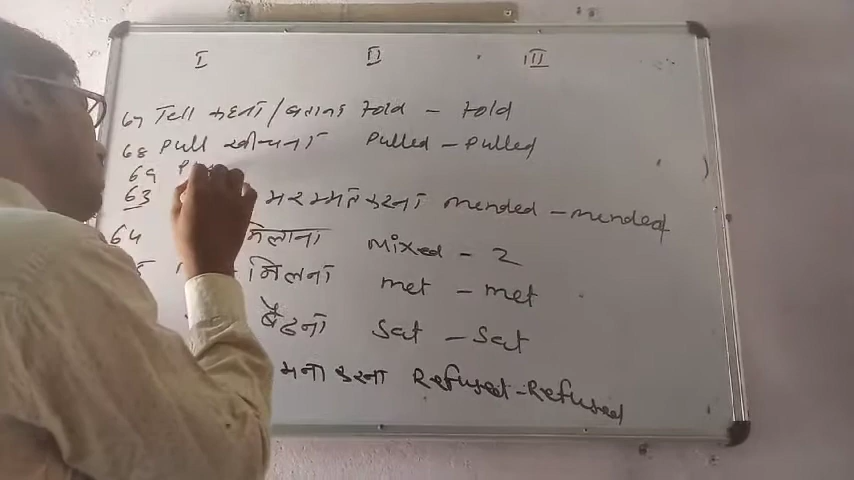 I II III
67 Tell कहना/बताना told - told
68 Pull खीचना Pulled - Pulled
69
63 मरम्मत करना mended - mended
64 मिलाना Mixed - 2
मिलना met - met
बैठना Sat - Sat
मना करना Refused - Refused